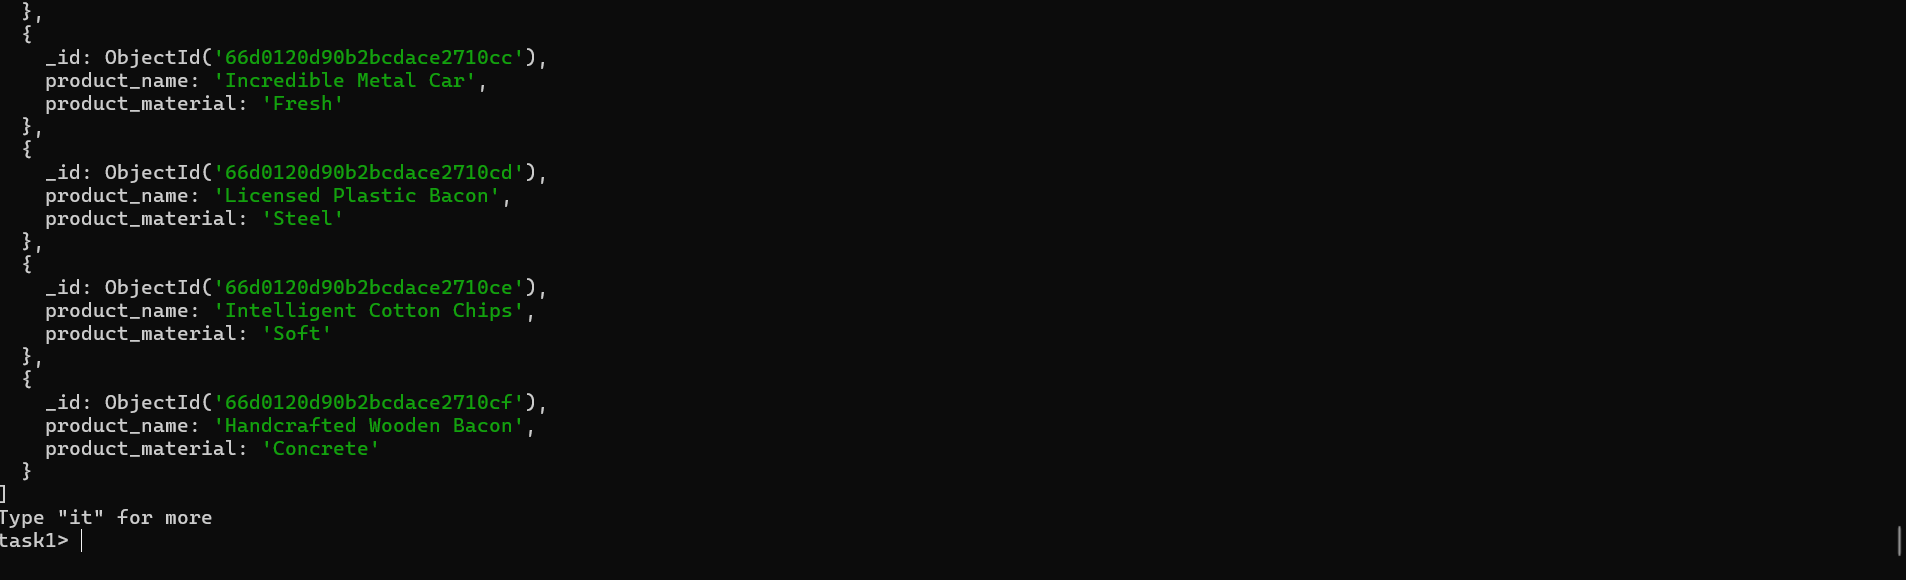 },
{
_id: ObjectId('66d0120d90b2bcdace2710cc'),
product_name: 'Incredible Metal Car',
product_material: 'Fresh'
},
{
_id: ObjectId('66d0120d90b2bcdace2710cd'),
product_name: 'Licensed Plastic Bacon',
product_material: 'Steel'
},
{
_id: ObjectId('66d0120d90b2bcdace2710ce'),
product_name: 'Intelligent Cotton Chips',
product_material: 'Soft'
},
{
_id: ObjectId('66d0120d90b2bcdace2710cf'),
product_name: 'Handcrafted Wooden Bacon',
product_material: 'Concrete'
}
]
Type "it" for more
task1>